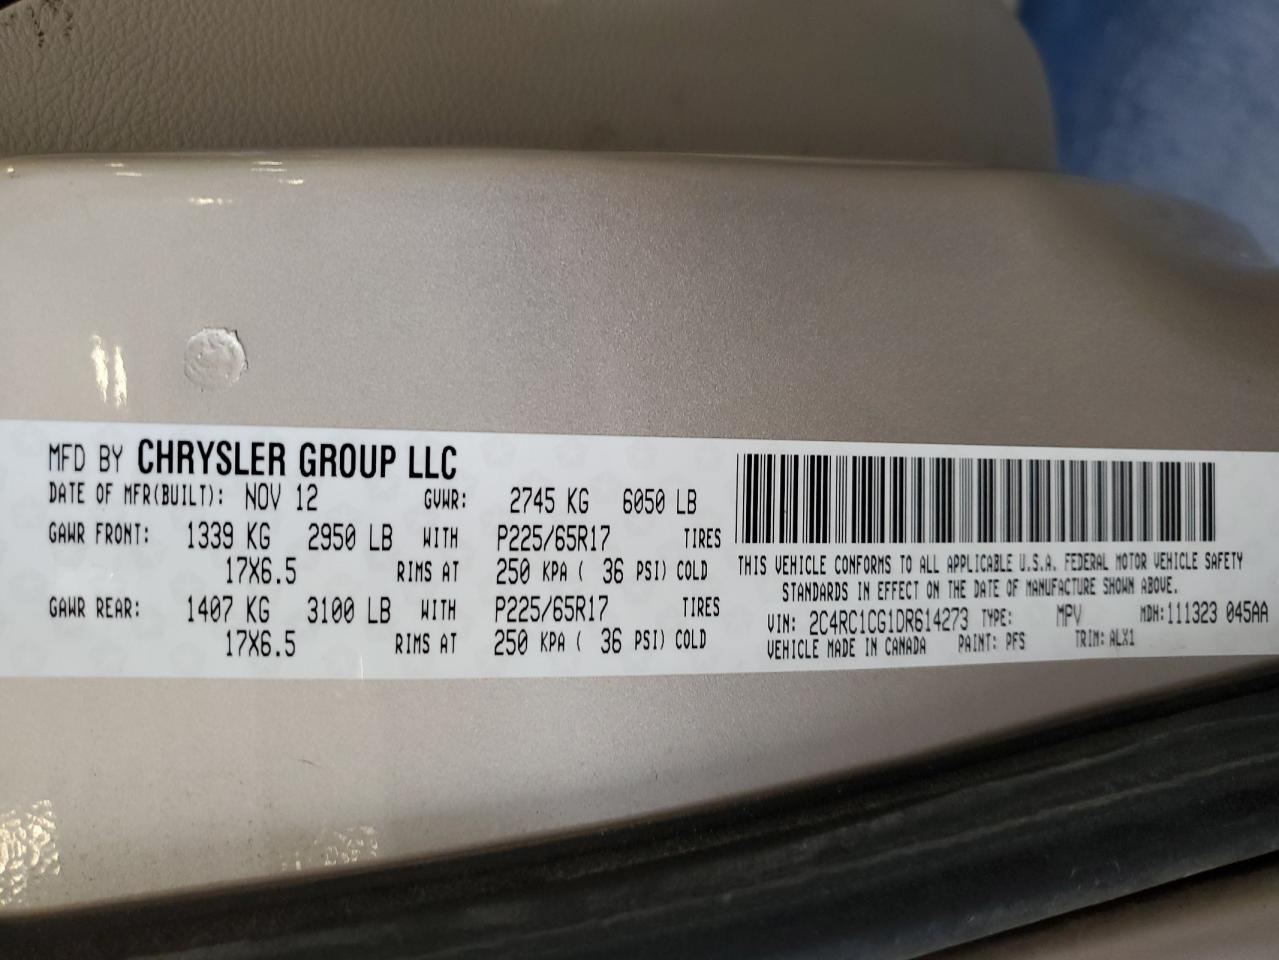 MFD BY CHRYSLER GROUP LLC
DATE OF MFR(BUILT): NOV 12 GVWR: 2745 KG 6050 LB
GAWR FRONT: 1339 KG 2950 LB WITH P225/65R17 TIRES
17X6.5 RIMS AT 250 KPA ( 36 PSI) COLD
GAWR REAR: 1407 KG 3100 LB WITH P225/65R17 TIRES
17X6.5 RIMS AT 250 KPA ( 36 PSI) COLD
THIS VEHICLE CONFORMS TO ALL APPLICABLE U.S.A. FEDERAL MOTOR VEHICLE SAFETY
STANDARDS IN EFFECT ON THE DATE OF MANUFACTURE SHOWN ABOVE.
VIN: 2C4RC1CG1DR614273 TYPE: MPV MDH:111323 045AA
VEHICLE MADE IN CANADA PAINT: PFS TRIM: ALX1